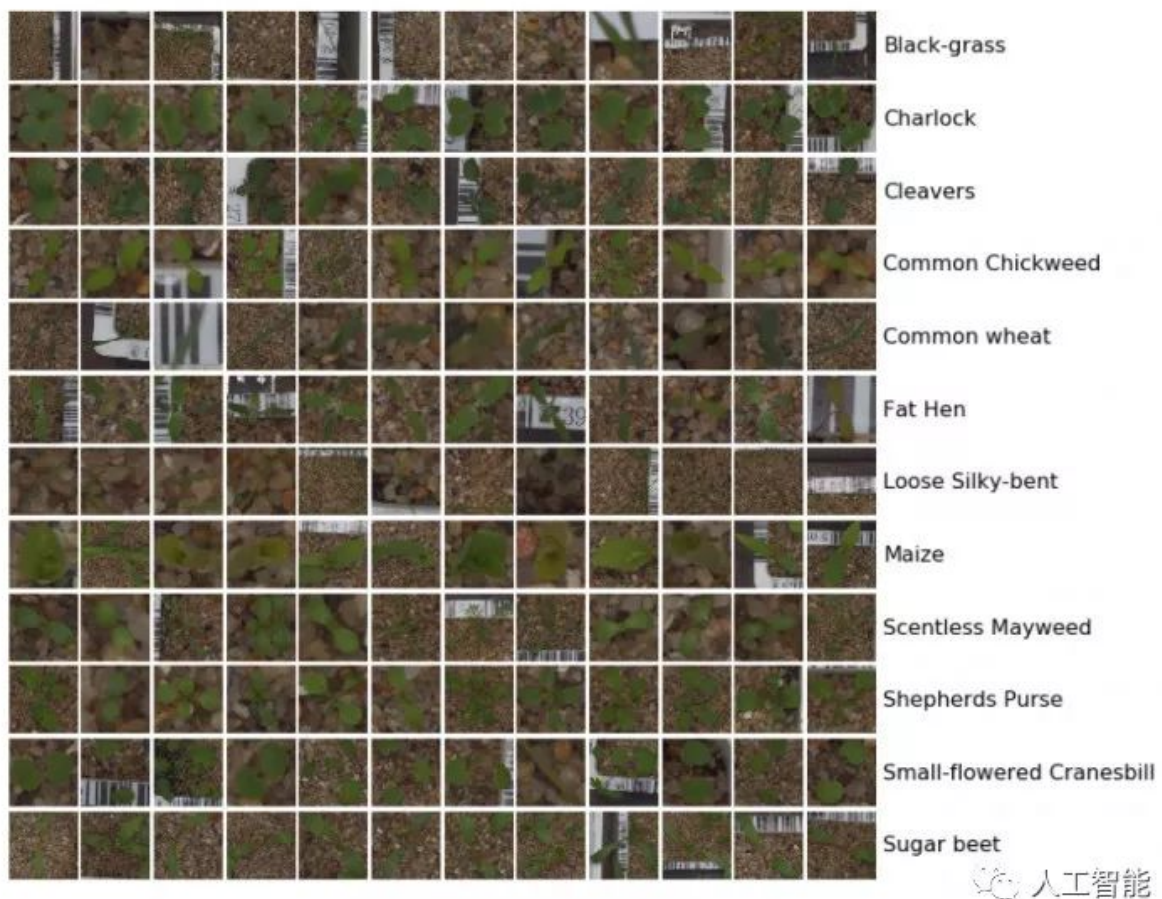 Black-grass
Charlock
Cleavers
Common Chickweed
Common wheat
Fat Hen
39
Loose Silky-bent
Maize
Scentless Mayweed
Shepherds Purse
Small-flowered Cranesbill
Sugar beet
人工智能